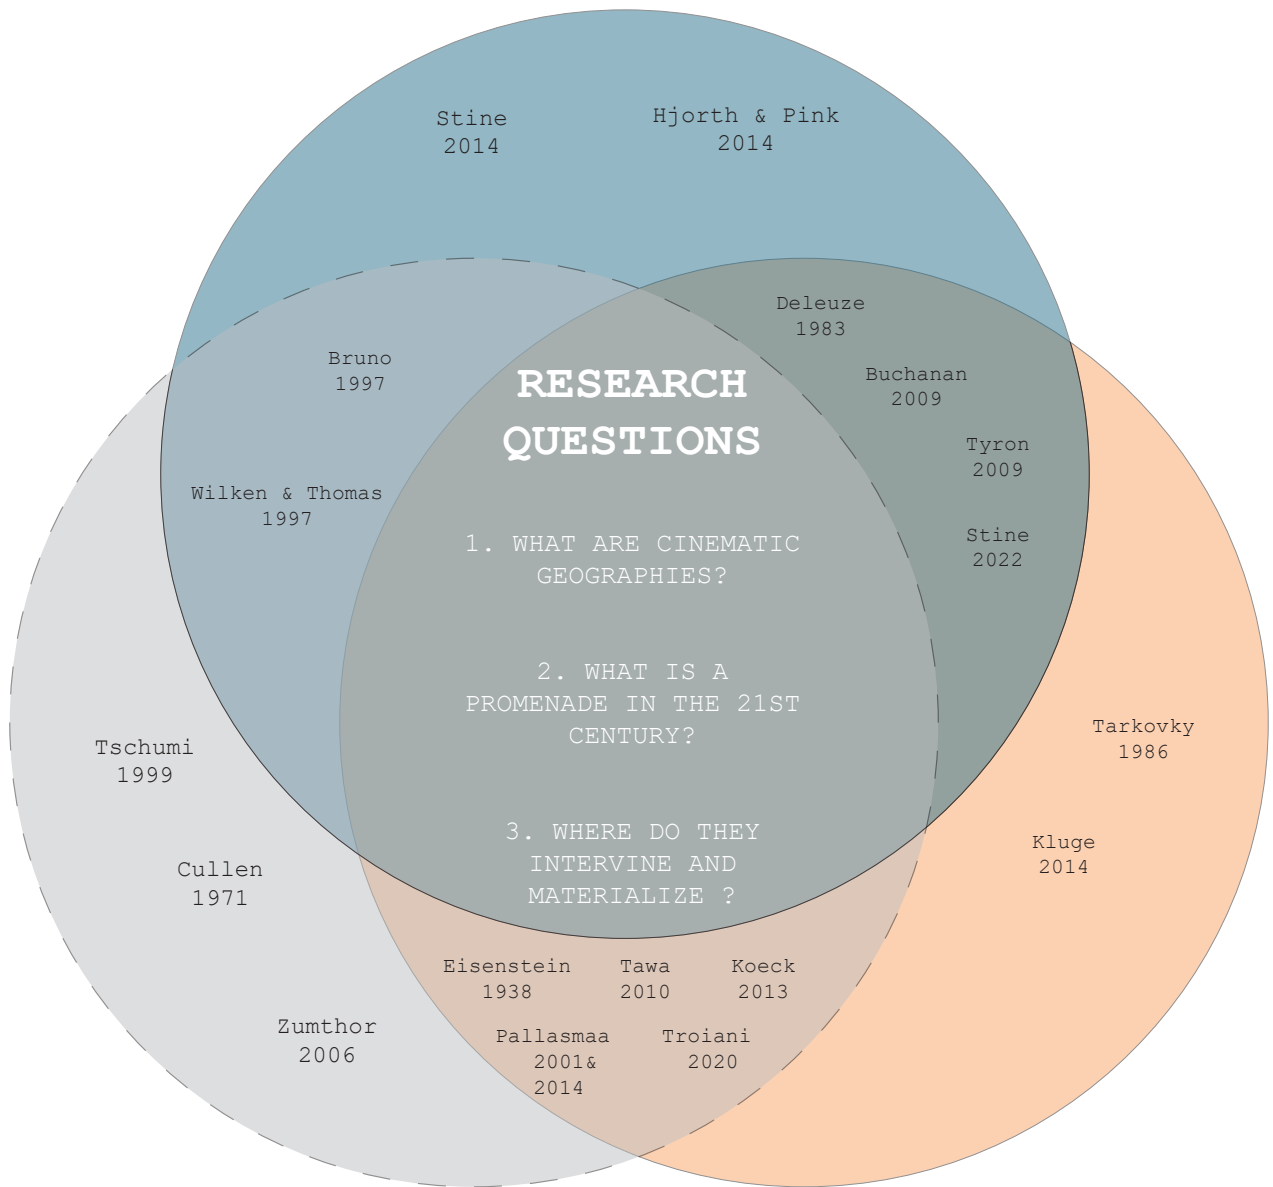 Stine
2014
Hjorth & Pink
2014
Deleuze
1983
Bruno
1997
Buchanan
2009
RESEARCH
QUESTIONS
Tyron
2009
Wilken & Thomas
1997
Stine
2022
1. WHAT ARE CINEMATIC
GEOGRAPHIES?
2. WHAT IS A
PROMENADE IN THE 21ST
CENTURY?
Tarkovky
1986
Tschumi
1999
3. WHERE DO THEY
INTERVINE AND
MATERIALIZE ?
Kluge
2014
Cullen
1971
Eisenstein
1938
Tawa
2010
Koeck
2013
Zumthor
2006
Pallasmaa
2001&
2014
Troiani
2020